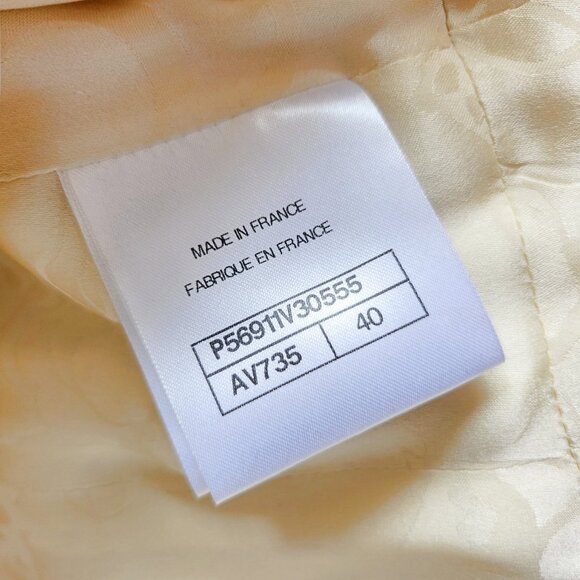 MADE IN FRANCE
FABRIQUE EN FRANCE
P56911V30555
AV735 40